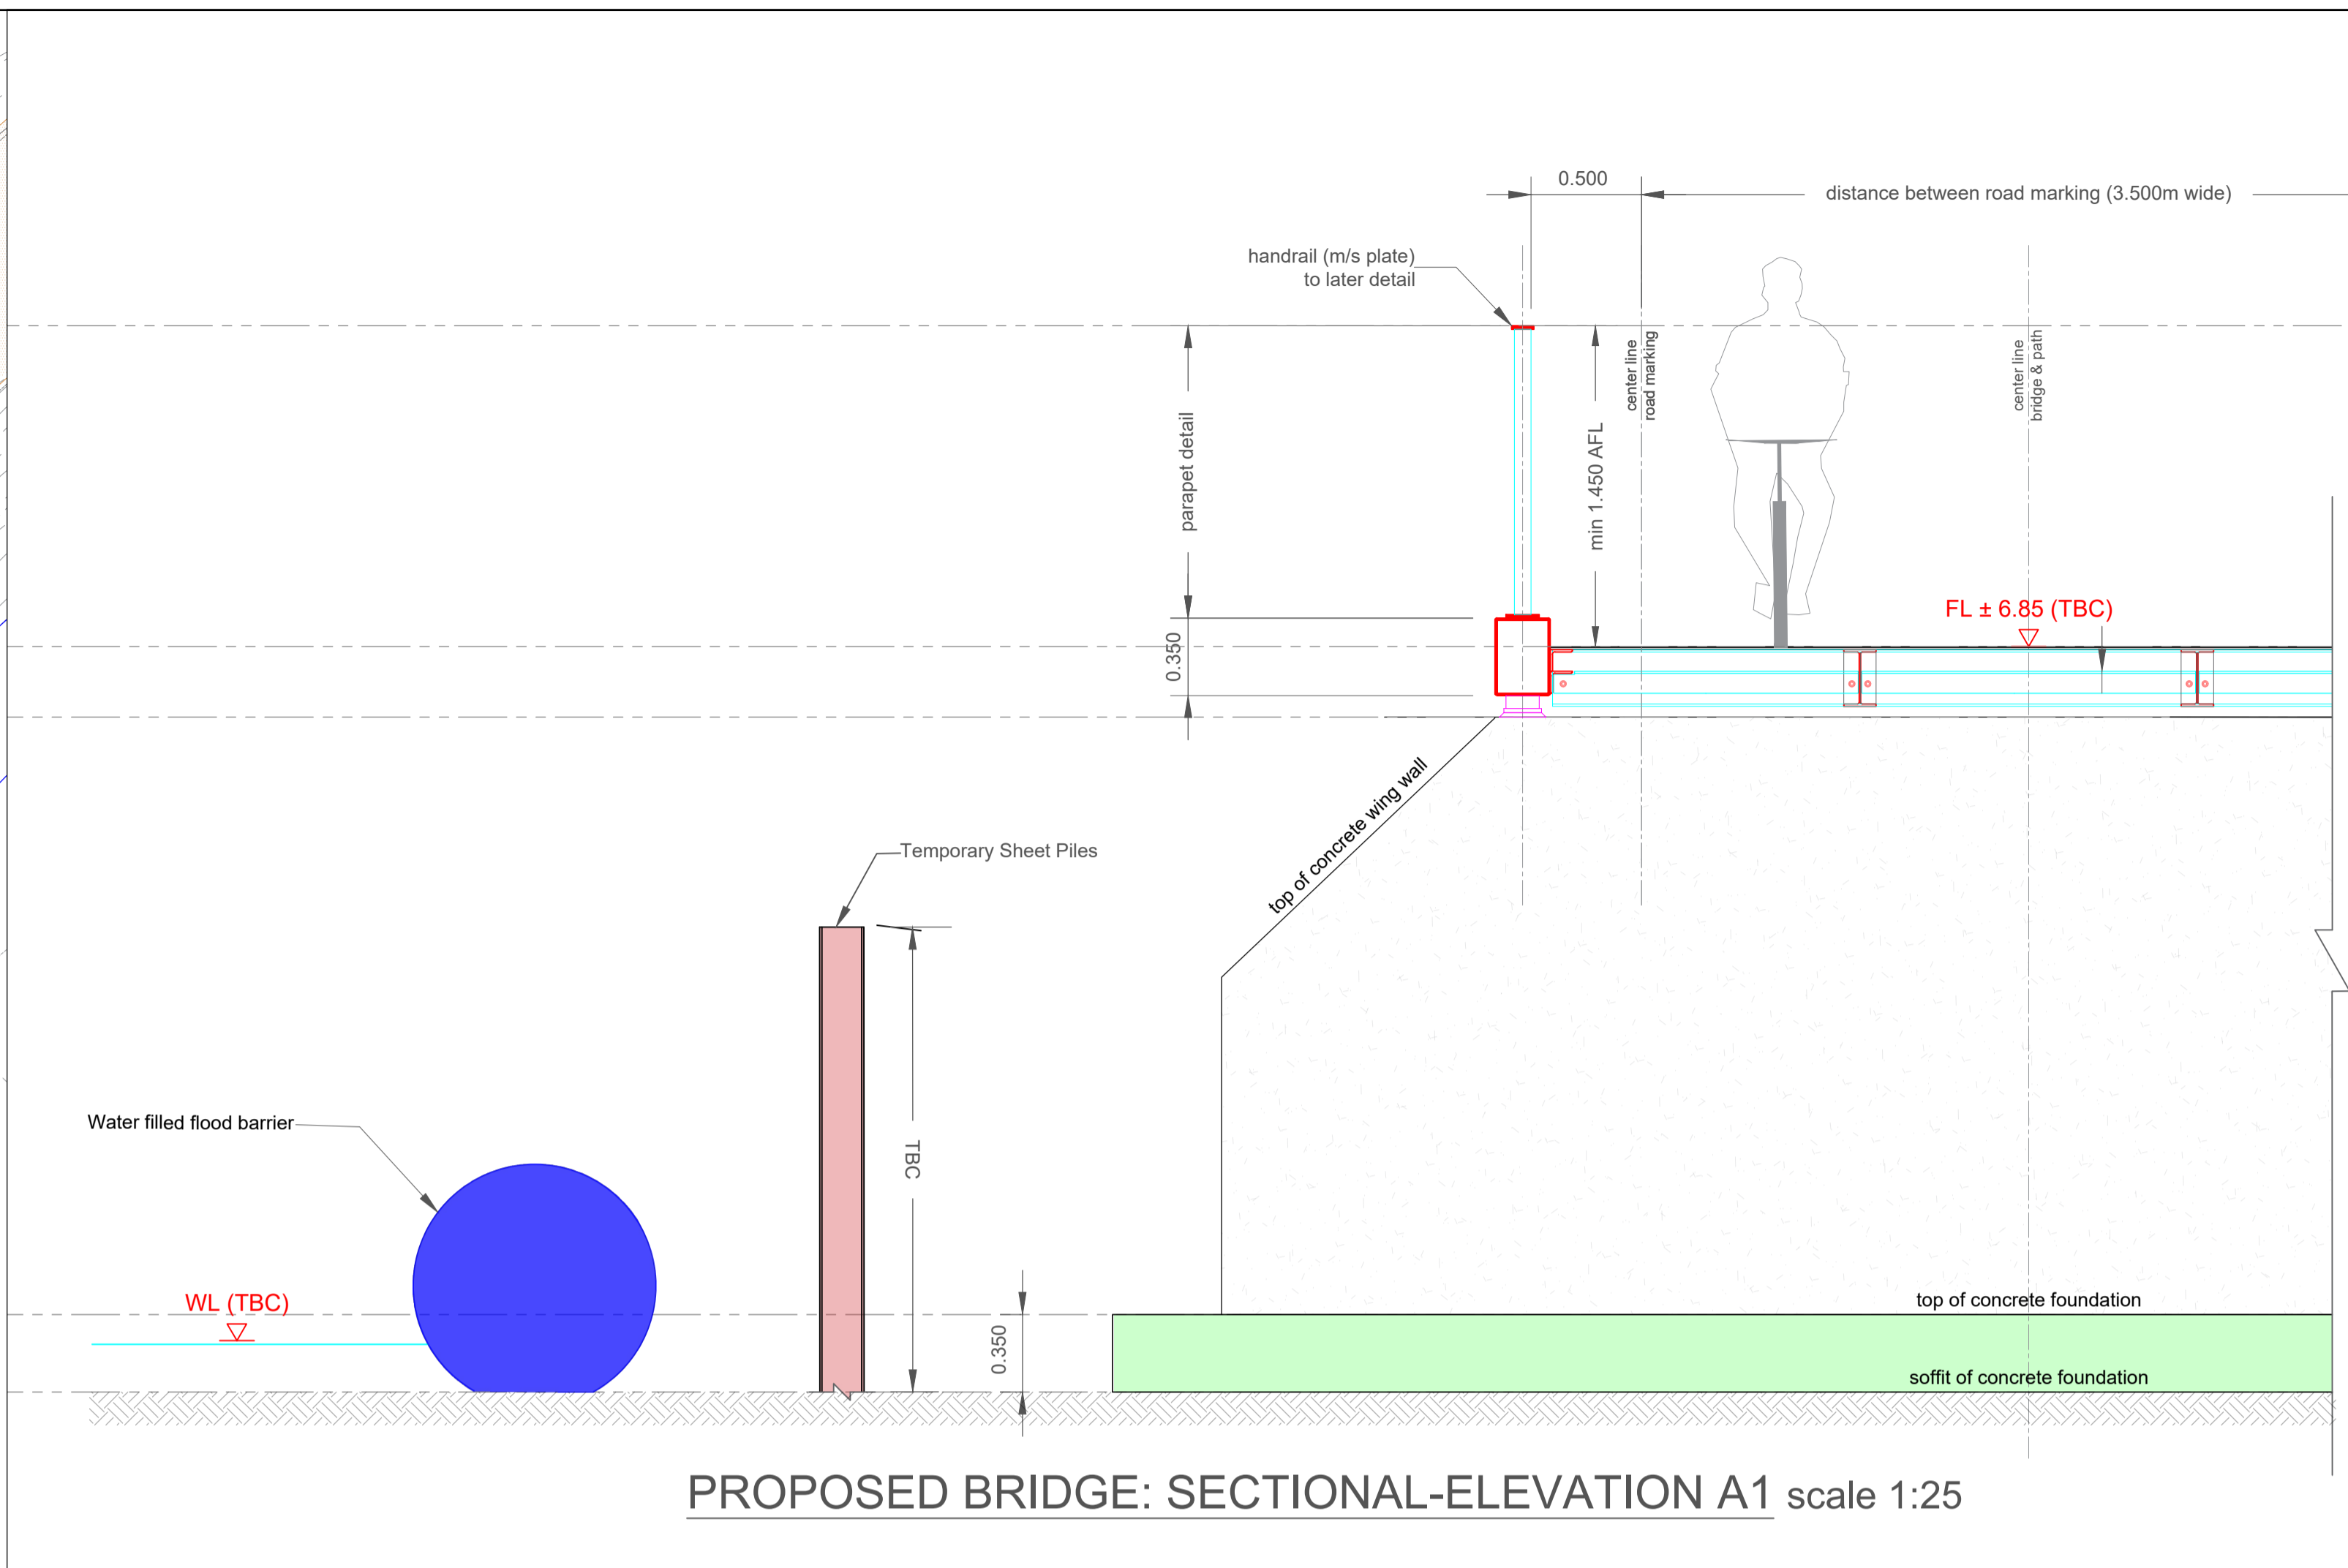 0.500
distance between road marking (3.500m wide)
handrail (m/s plate)
to later detail
center line
road marking
center line
bridge & path
parapet detail
min 1.450 AFL
FL ± 6.85 (TBC)
0.350
top of concrete wing wall
Temporary Sheet Piles
Water filled flood barrier
TBC
WL (TBC)
top of concrete foundation
0.350
soffit of concrete foundation
PROPOSED BRIDGE: SECTIONAL-ELEVATION A1 scale 1:25